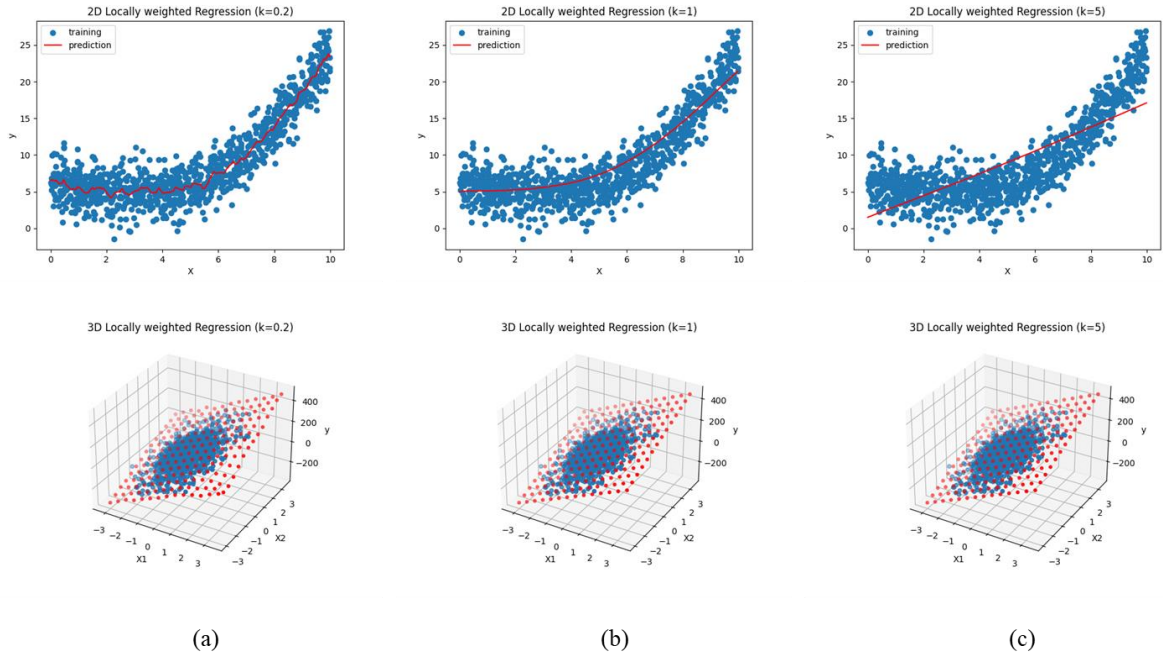 2D Locally weighted Regression (k=0.2)
training
prediction
25
20
15
10
5
0
y
0 2 4 6 8 10
X
2D Locally weighted Regression (k=1)
training
prediction
25
20
15
10
5
0
y
0 2 4 6 8 10
X
2D Locally weighted Regression (k=5)
training
prediction
25
20
15
10
5
0
y
0 2 4 6 8 10
X
3D Locally weighted Regression (k=0.2)
400
200
0
−200
y
−3 −2 −1 0 1 2 3
X1
−3 −2 −1 0 1 2 3
X2
3D Locally weighted Regression (k=1)
400
200
0
−200
y
−3 −2 −1 0 1 2 3
X1
−3 −2 −1 0 1 2 3
X2
3D Locally weighted Regression (k=5)
400
200
0
−200
y
−3 −2 −1 0 1 2 3
X1
−3 −2 −1 0 1 2 3
X2
(a)
(b)
(c)